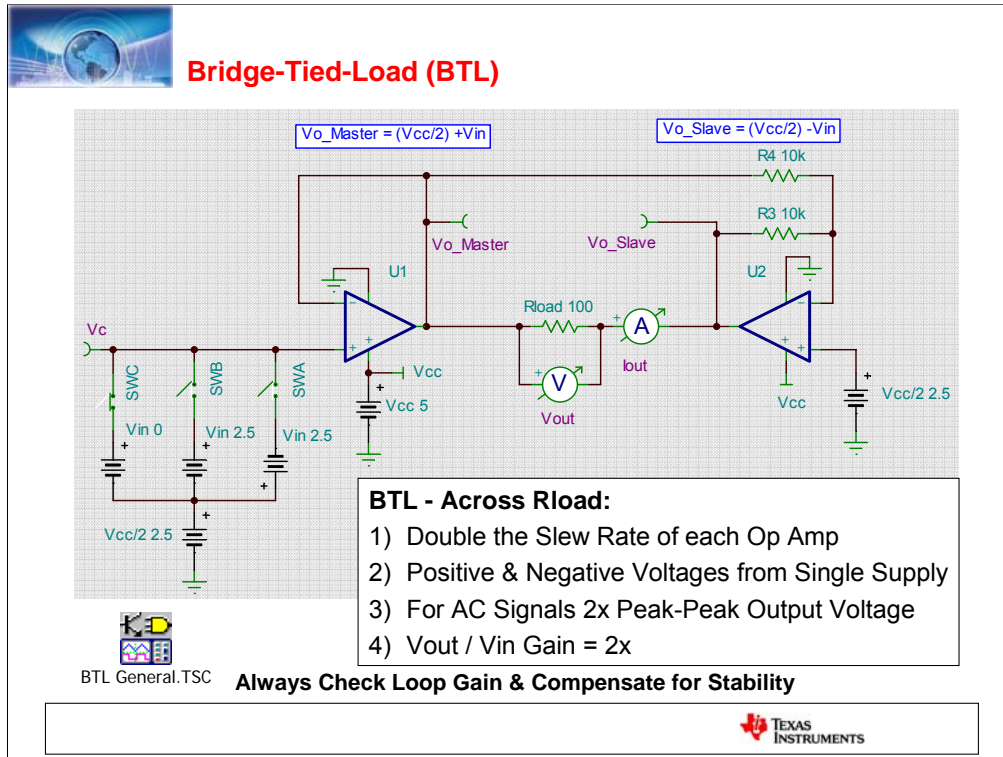 Bridge-Tied-Load (BTL)
Vo_Master = (Vcc/2) +Vin
Vo_Slave = (Vcc/2) -Vin
R4 10k
R3 10k
Vo_Master
Vo_Slave
U1
U2
Rload 100
+
A
Iout
+
V
Vout
Vc
SWC
SWB
SWA
Vcc
Vcc 5
Vcc
Vcc/2 2.5
Vin 0
Vin 2.5
Vin 2.5
Vcc/2 2.5
BTL - Across Rload:
1) Double the Slew Rate of each Op Amp
2) Positive & Negative Voltages from Single Supply
3) For AC Signals 2x Peak-Peak Output Voltage
4) Vout / Vin Gain = 2x
BTL General.TSC
Always Check Loop Gain & Compensate for Stability
TEXAS
INSTRUMENTS